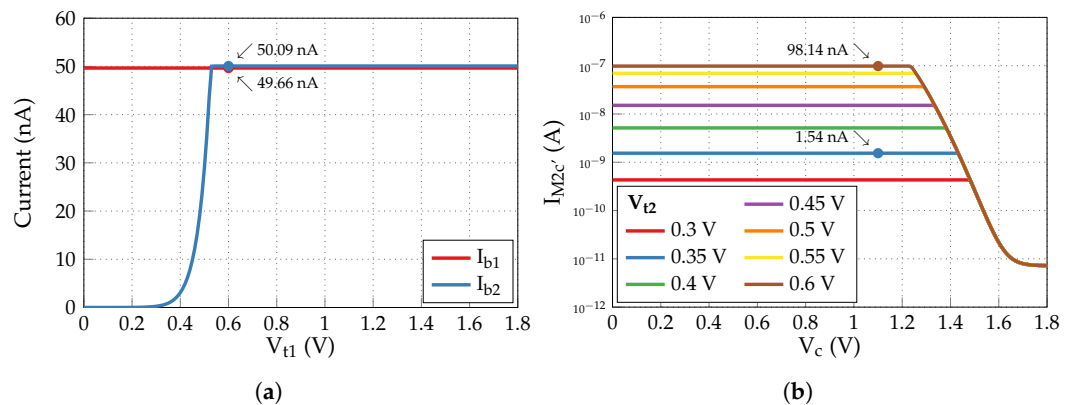 60
50
40
30
20
10
0
Current (nA)
50.09 nA
49.66 nA
I_b1
I_b2
0 0.2 0.4 0.6 0.8 1 1.2 1.4 1.6 1.8
V_t1 (V)
(a)
10⁻⁶
10⁻⁷
10⁻⁸
10⁻⁹
10⁻¹⁰
10⁻¹¹
10⁻¹²
I_M2c′ (A)
98.14 nA
1.54 nA
V_t2
0.3 V
0.35 V
0.4 V
0.45 V
0.5 V
0.55 V
0.6 V
0 0.2 0.4 0.6 0.8 1 1.2 1.4 1.6 1.8
V_c (V)
(b)